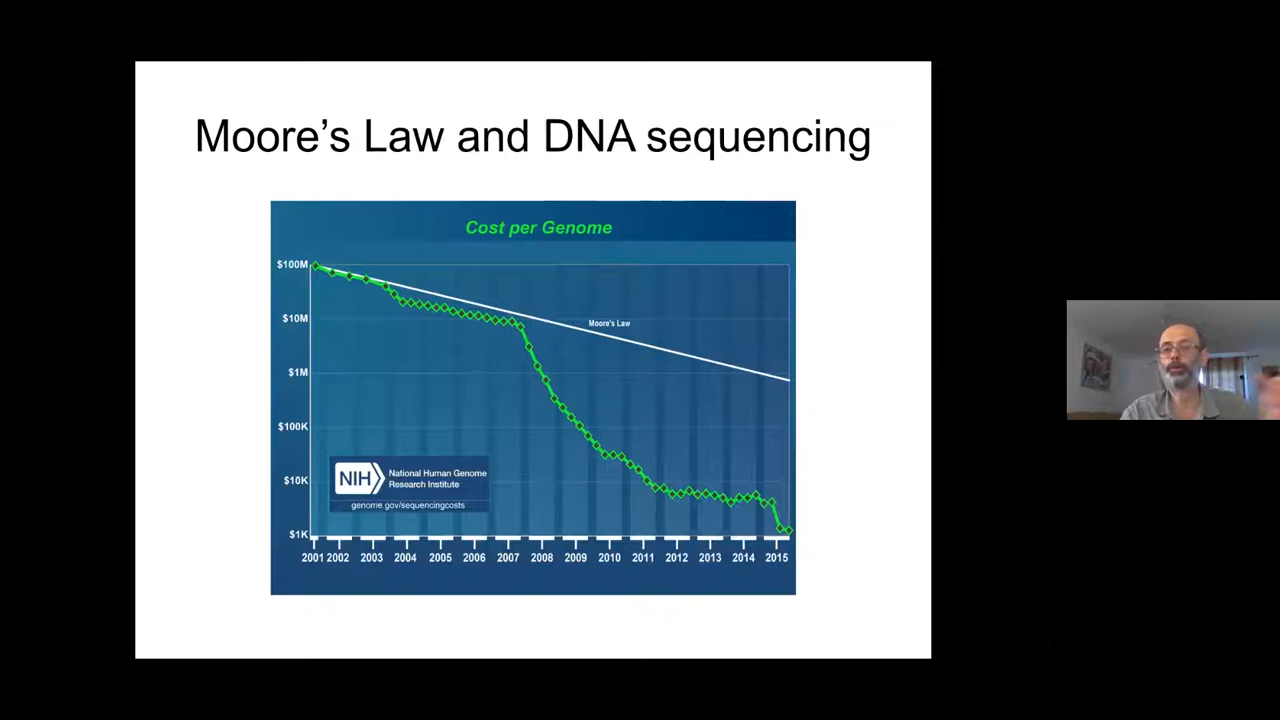 Moore’s Law and DNA sequencing
Cost per Genome
$100M
$10M
$1M
$100K
$10K
$1K
Moore's Law
NIH
National Human Genome
Research Institute
genome.gov/sequencingcosts
2001 2002 2003 2004 2005 2006 2007 2008 2009 2010 2011 2012 2013 2014 2015